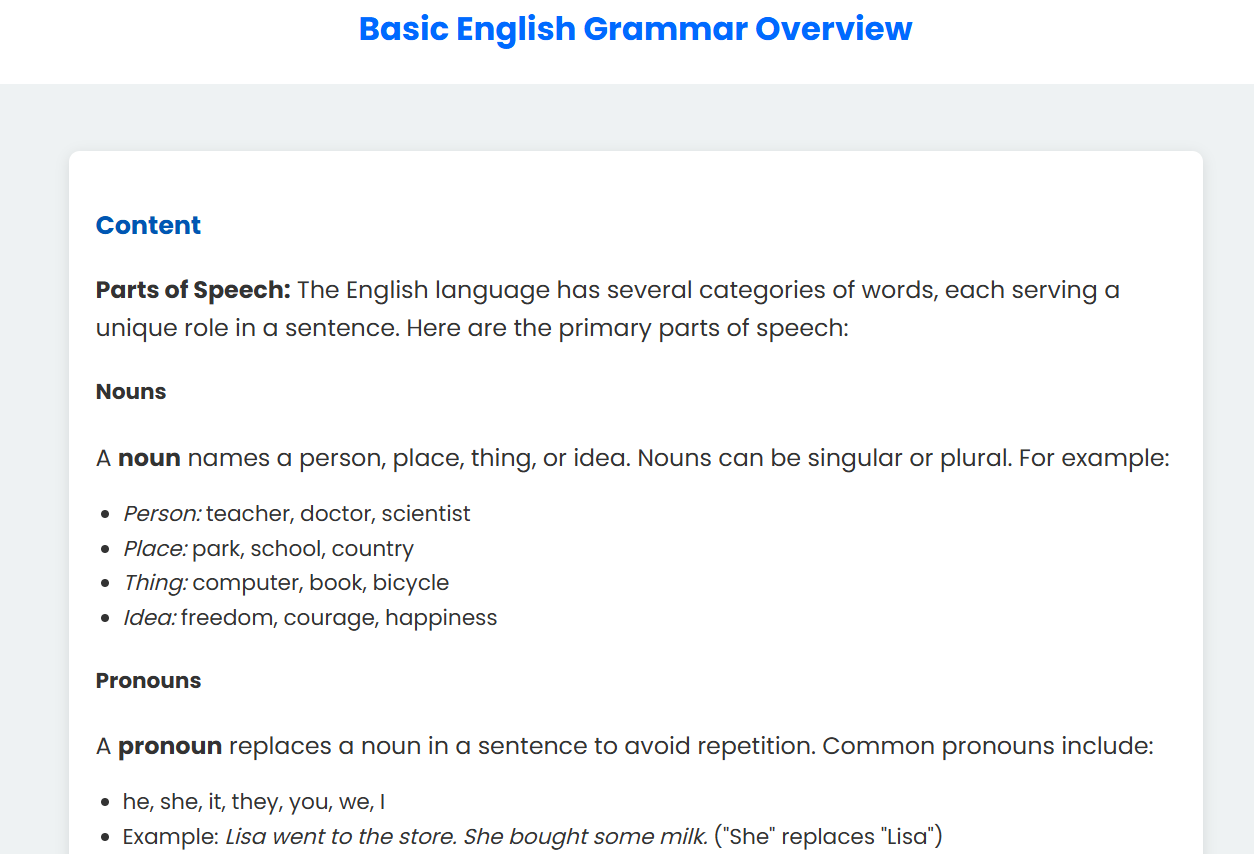 Basic English Grammar Overview
Content
Parts of Speech: The English language has several categories of words, each serving a
unique role in a sentence. Here are the primary parts of speech:
Nouns
A noun names a person, place, thing, or idea. Nouns can be singular or plural. For example:
• Person: teacher, doctor, scientist
• Place: park, school, country
• Thing: computer, book, bicycle
• Idea: freedom, courage, happiness
Pronouns
A pronoun replaces a noun in a sentence to avoid repetition. Common pronouns include:
• he, she, it, they, you, we, I
• Example: Lisa went to the store. She bought some milk. ("She" replaces "Lisa")